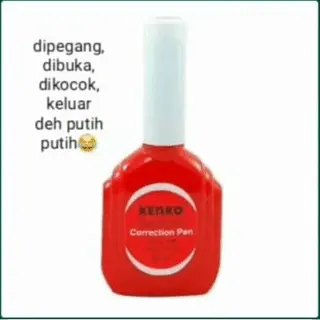 dipegang,
dibuka,
dikocok,
keluar
deh putih
putih😂
KENKO
Correction Pen